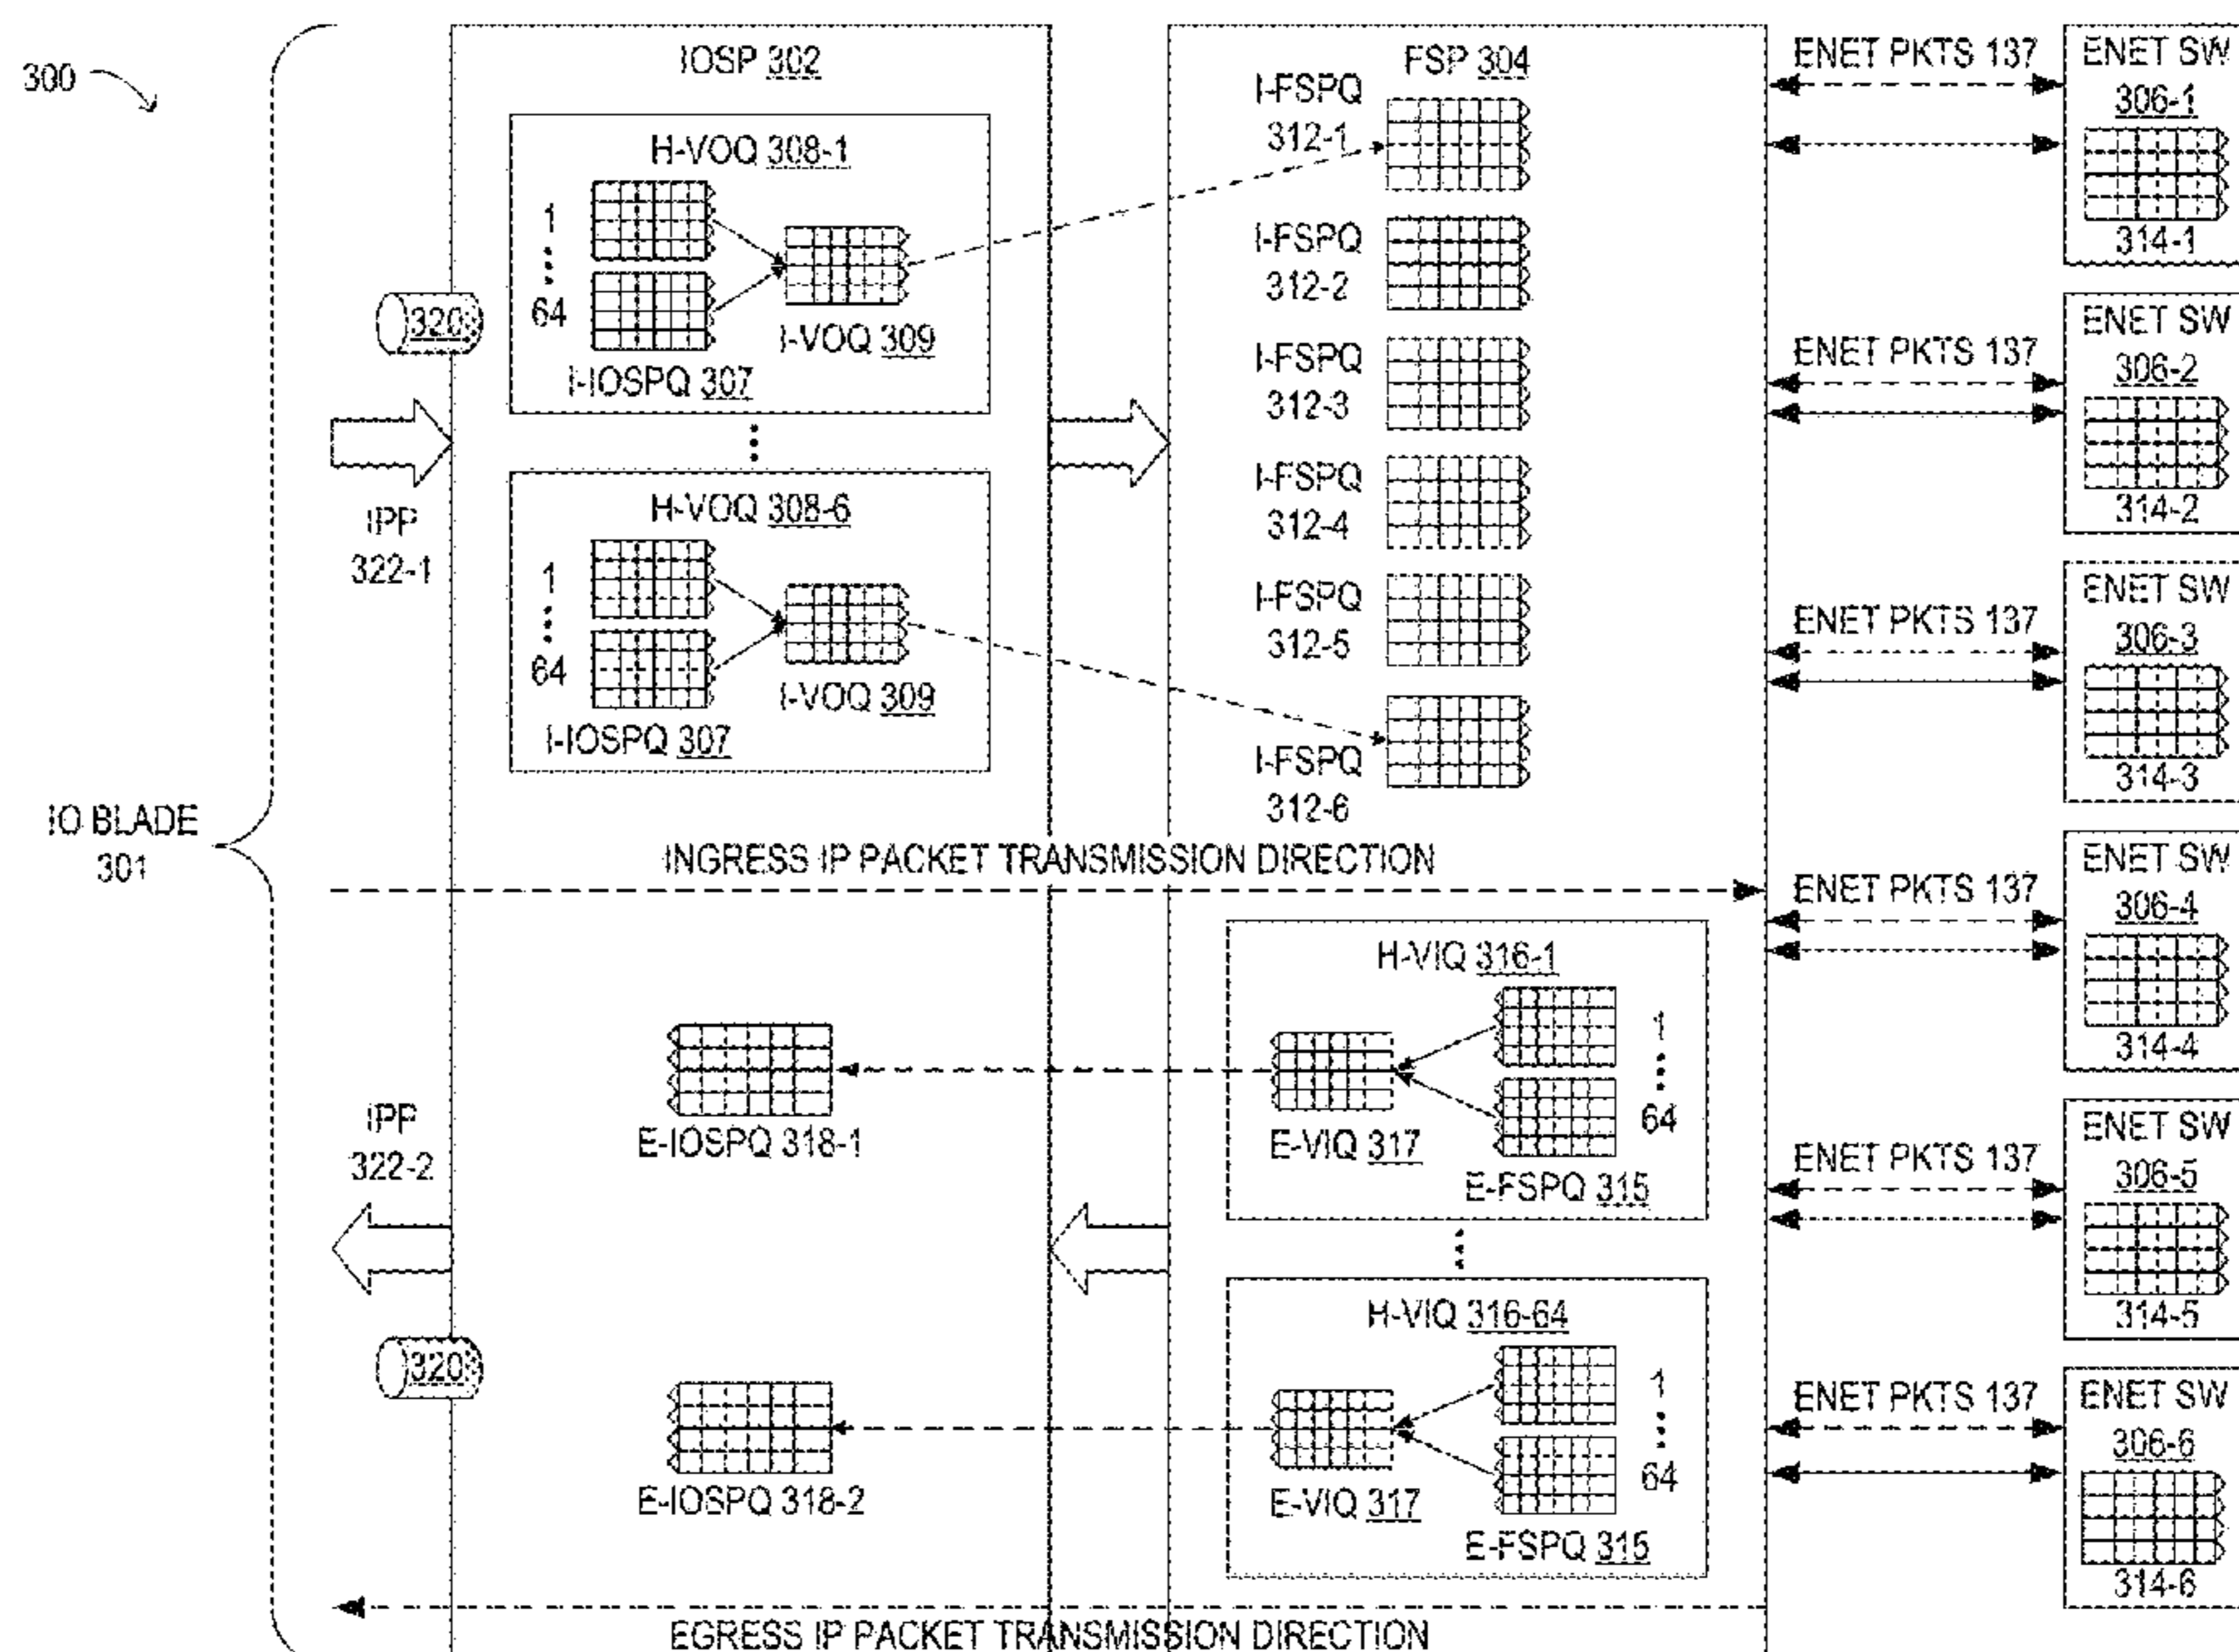 300
IOSP 302
H-VOQ 308-1
1
64
I-VOQ 309
I-IOSPQ 307
320
IPP
322-1
H-VOQ 308-6
1
64
I-VOQ 309
I-IOSPQ 307
FSP 304
I-FSPQ
312-1
I-FSPQ
312-2
I-FSPQ
312-3
I-FSPQ
312-4
I-FSPQ
312-5
I-FSPQ
312-6
IO BLADE
301
INGRESS IP PACKET TRANSMISSION DIRECTION
H-VIQ 316-1
1
64
E-VIQ 317
E-FSPQ 315
E-IOSPQ 318-1
IPP
322-2
320
H-VIQ 316-64
1
64
E-VIQ 317
E-FSPQ 315
E-IOSPQ 318-2
EGRESS IP PACKET TRANSMISSION DIRECTION
ENET PKTS 137
ENET SW
306-1
314-1
ENET PKTS 137
ENET SW
306-2
314-2
ENET PKTS 137
ENET SW
306-3
314-3
ENET PKTS 137
ENET SW
306-4
314-4
ENET PKTS 137
ENET SW
306-5
314-5
ENET PKTS 137
ENET SW
306-6
314-6